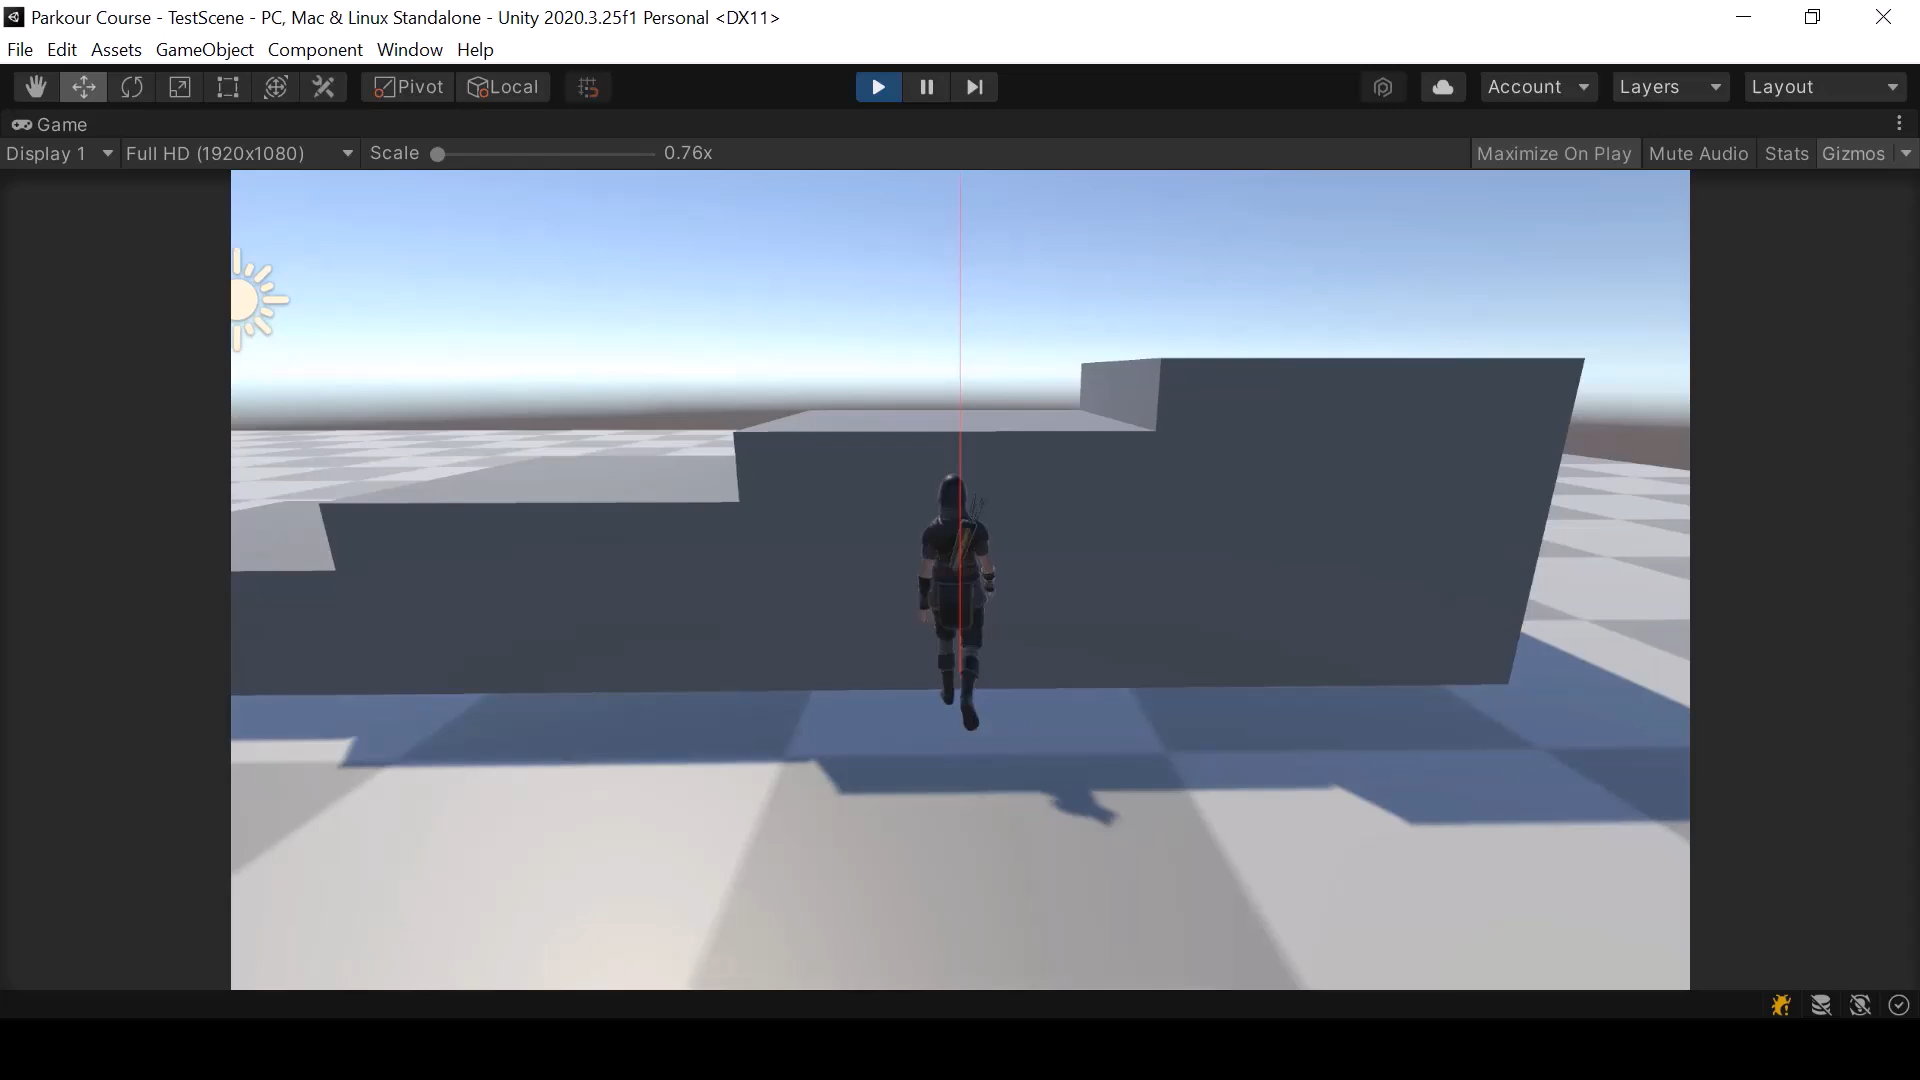 Parkour Course - TestScene - PC, Mac & Linux Standalone - Unity 2020.3.25f1 Personal <DX11>
File Edit Assets GameObject Component Window Help
Pivot Local Account Layers Layout
Game
Display 1 Full HD (1920x1080) Scale 0.76x Maximize On Play Mute Audio Stats Gizmos